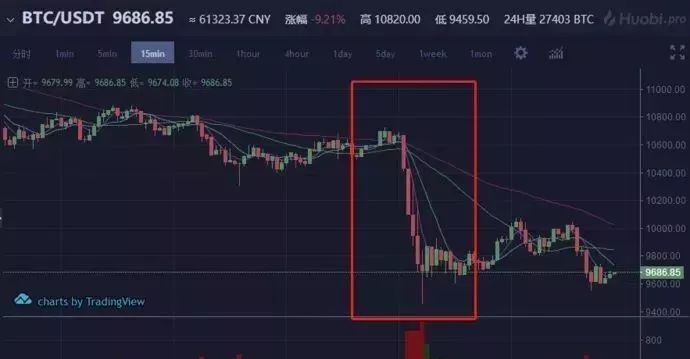 BTC/USDT 9686.85 ≈ 61323.37 CNY 涨幅 -9.21% 高 10820.00 低 9459.50 24H量 27403 BTC Huobi.pro
分时 1min 5min 15min 30min 1hour 4hour 1day 5day 1week 1mon
开= 9679.99 高= 9686.85 低= 9674.08 收= 9686.85
11000.00
10800.00
10600.00
10400.00
10200.00
10000.00
9800.00
9686.85
9600.00
charts by TradingView
9400.00
800